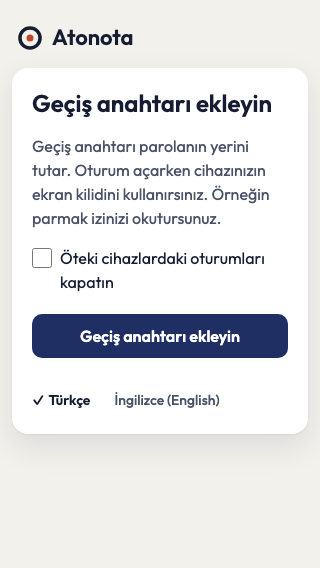 Atonota
Geçiş anahtarı ekleyin
Geçiş anahtarı parolanın yerini
tutar. Oturum açarken cihazınızın
ekran kilidini kullanırsınız. Örneğin
parmak izinizi okutursunuz.
Öteki cihazlardaki oturumları
kapatın
Geçiş anahtarı ekleyin
✓ Türkçe İngilizce (English)